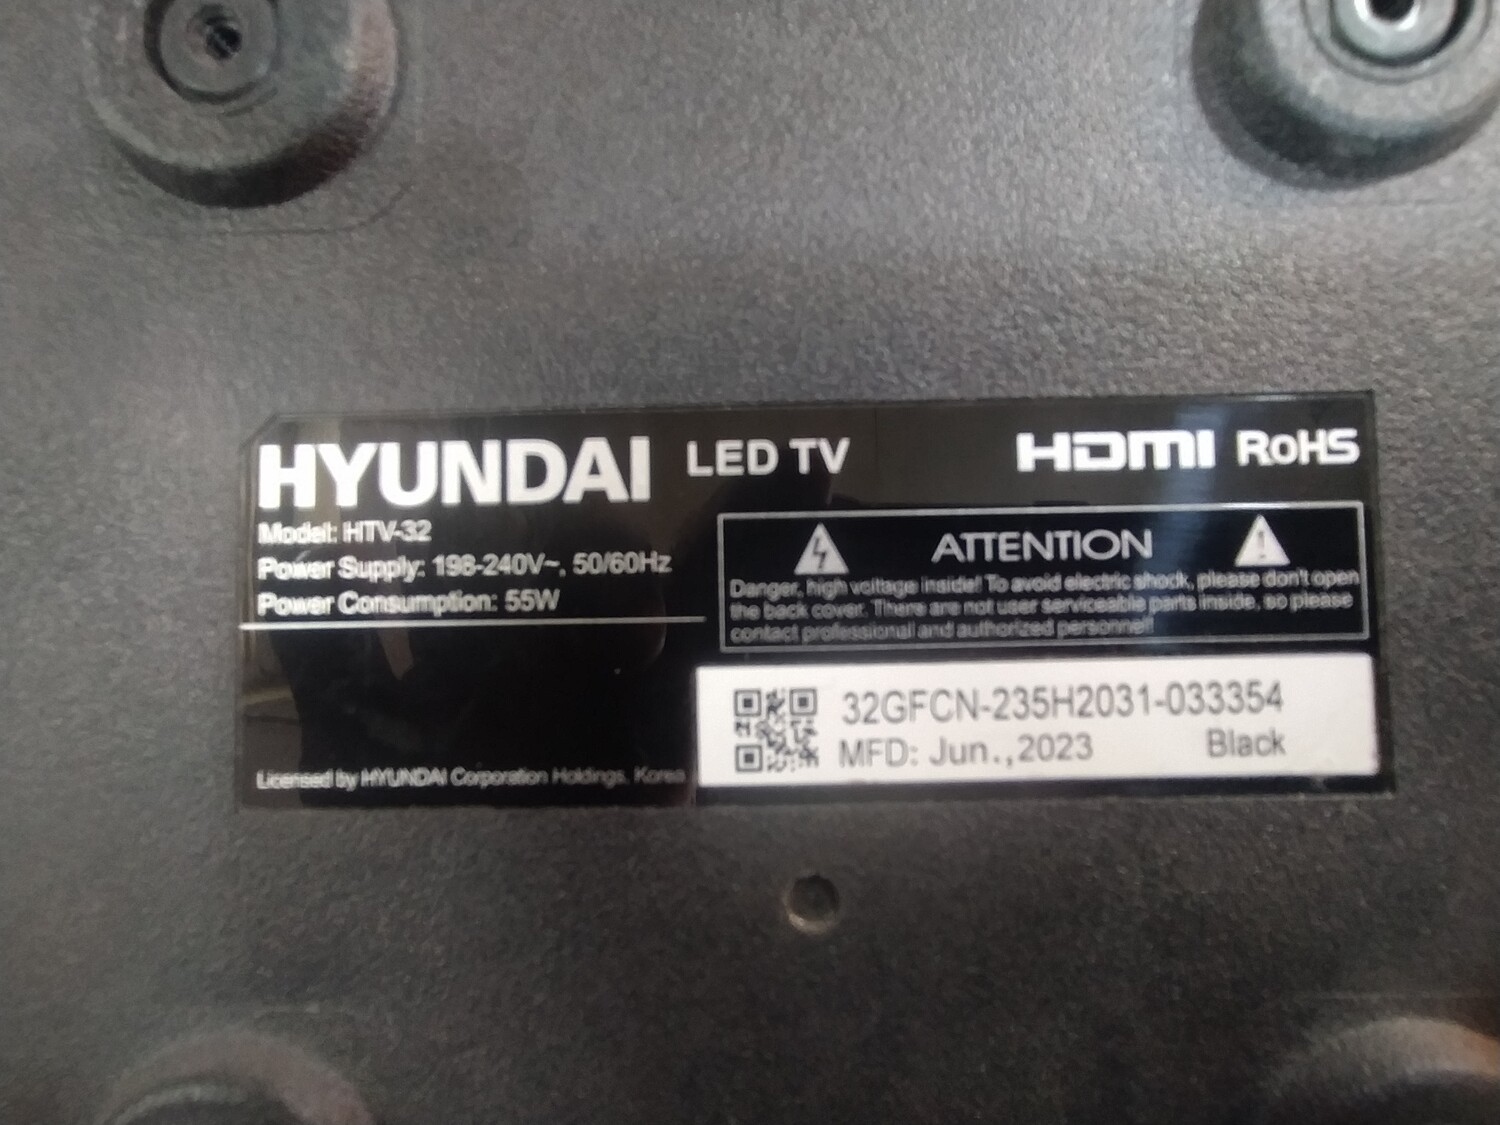 HYUNDAI LED TV HDMI RoHS
Model: HTV-32
Power Supply: 198-240V~, 50/60Hz
Power Consumption: 55W
ATTENTION
Danger, high voltage inside! To avoid electric shock, please don't open
the back cover. There are not user serviceable parts inside, so please
contact professional and authorized personnel!
32GFCN-235H2031-033354
MFD: Jun.,2023 Black
Licensed by HYUNDAI Corporation Holdings, Korea